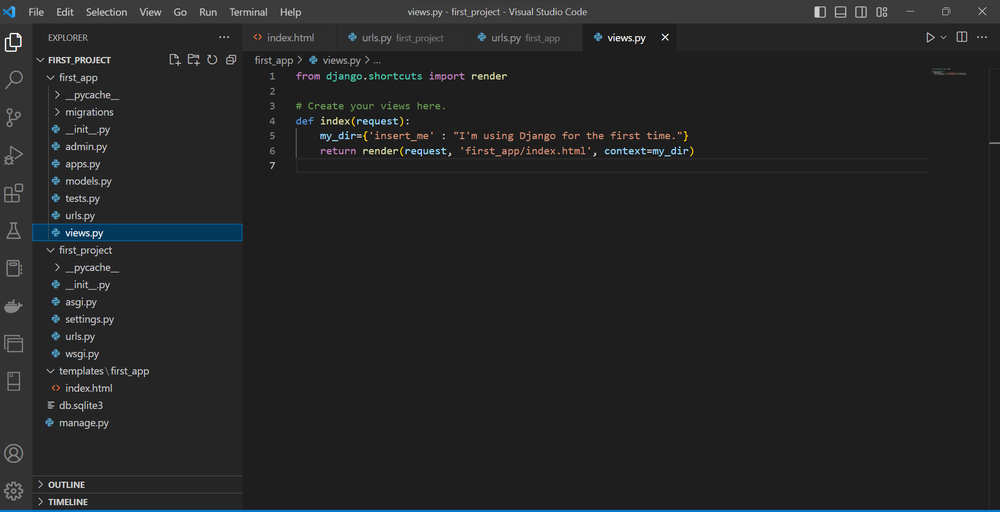 File Edit Selection View Go Run Terminal Help
views.py - first_project - Visual Studio Code
EXPLORER
FIRST_PROJECT
first_app
__pycache__
migrations
__init__.py
admin.py
apps.py
models.py
tests.py
urls.py
views.py
first_project
__pycache__
__init__.py
asgi.py
settings.py
urls.py
wsgi.py
templates\first_app
index.html
db.sqlite3
manage.py
OUTLINE
TIMELINE
index.html
urls.py first_project
urls.py first_app
views.py
first_app > views.py > ...
1 from django.shortcuts import render
2
3 # Create your views here.
4 def index(request):
5 my_dir={'insert_me' : "I'm using Django for the first time."}
6 return render(request, 'first_app/index.html', context=my_dir)
7